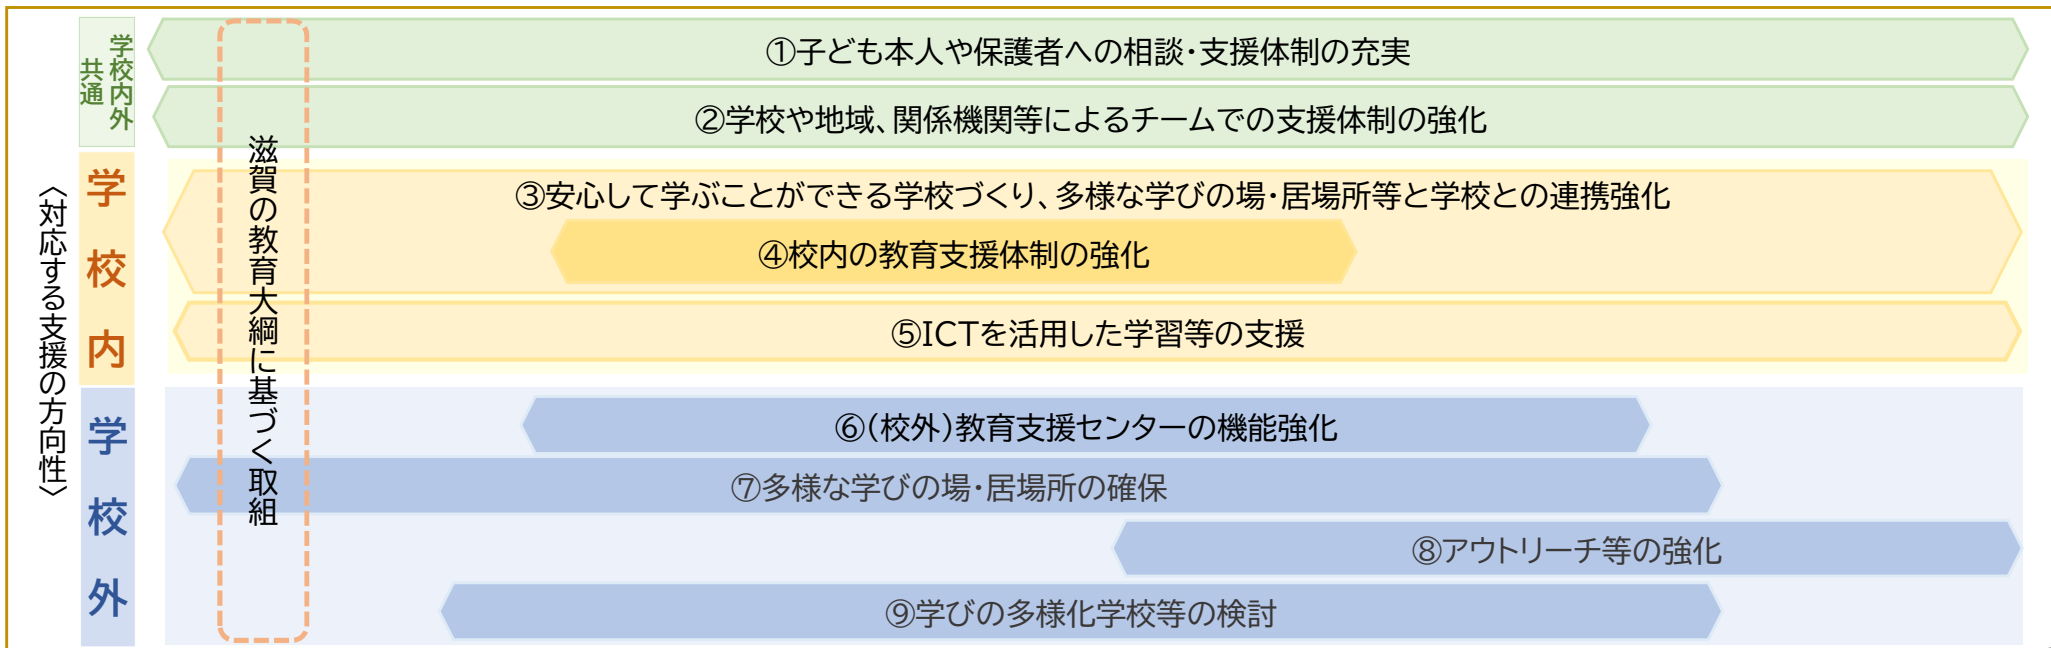 〈対応する支援の方向性〉
学校内外
共通
①子ども本人や保護者への相談・支援体制の充実
②学校や地域、関係機関等によるチームでの支援体制の強化
滋賀の教育大綱に基づく取組
学校内
③安心して学ぶことができる学校づくり、多様な学びの場・居場所等と学校との連携強化
④校内の教育支援体制の強化
⑤ICTを活用した学習等の支援
学校外
⑥(校外)教育支援センターの機能強化
⑦多様な学びの場・居場所の確保
⑧アウトリーチ等の強化
⑨学びの多様化学校等の検討